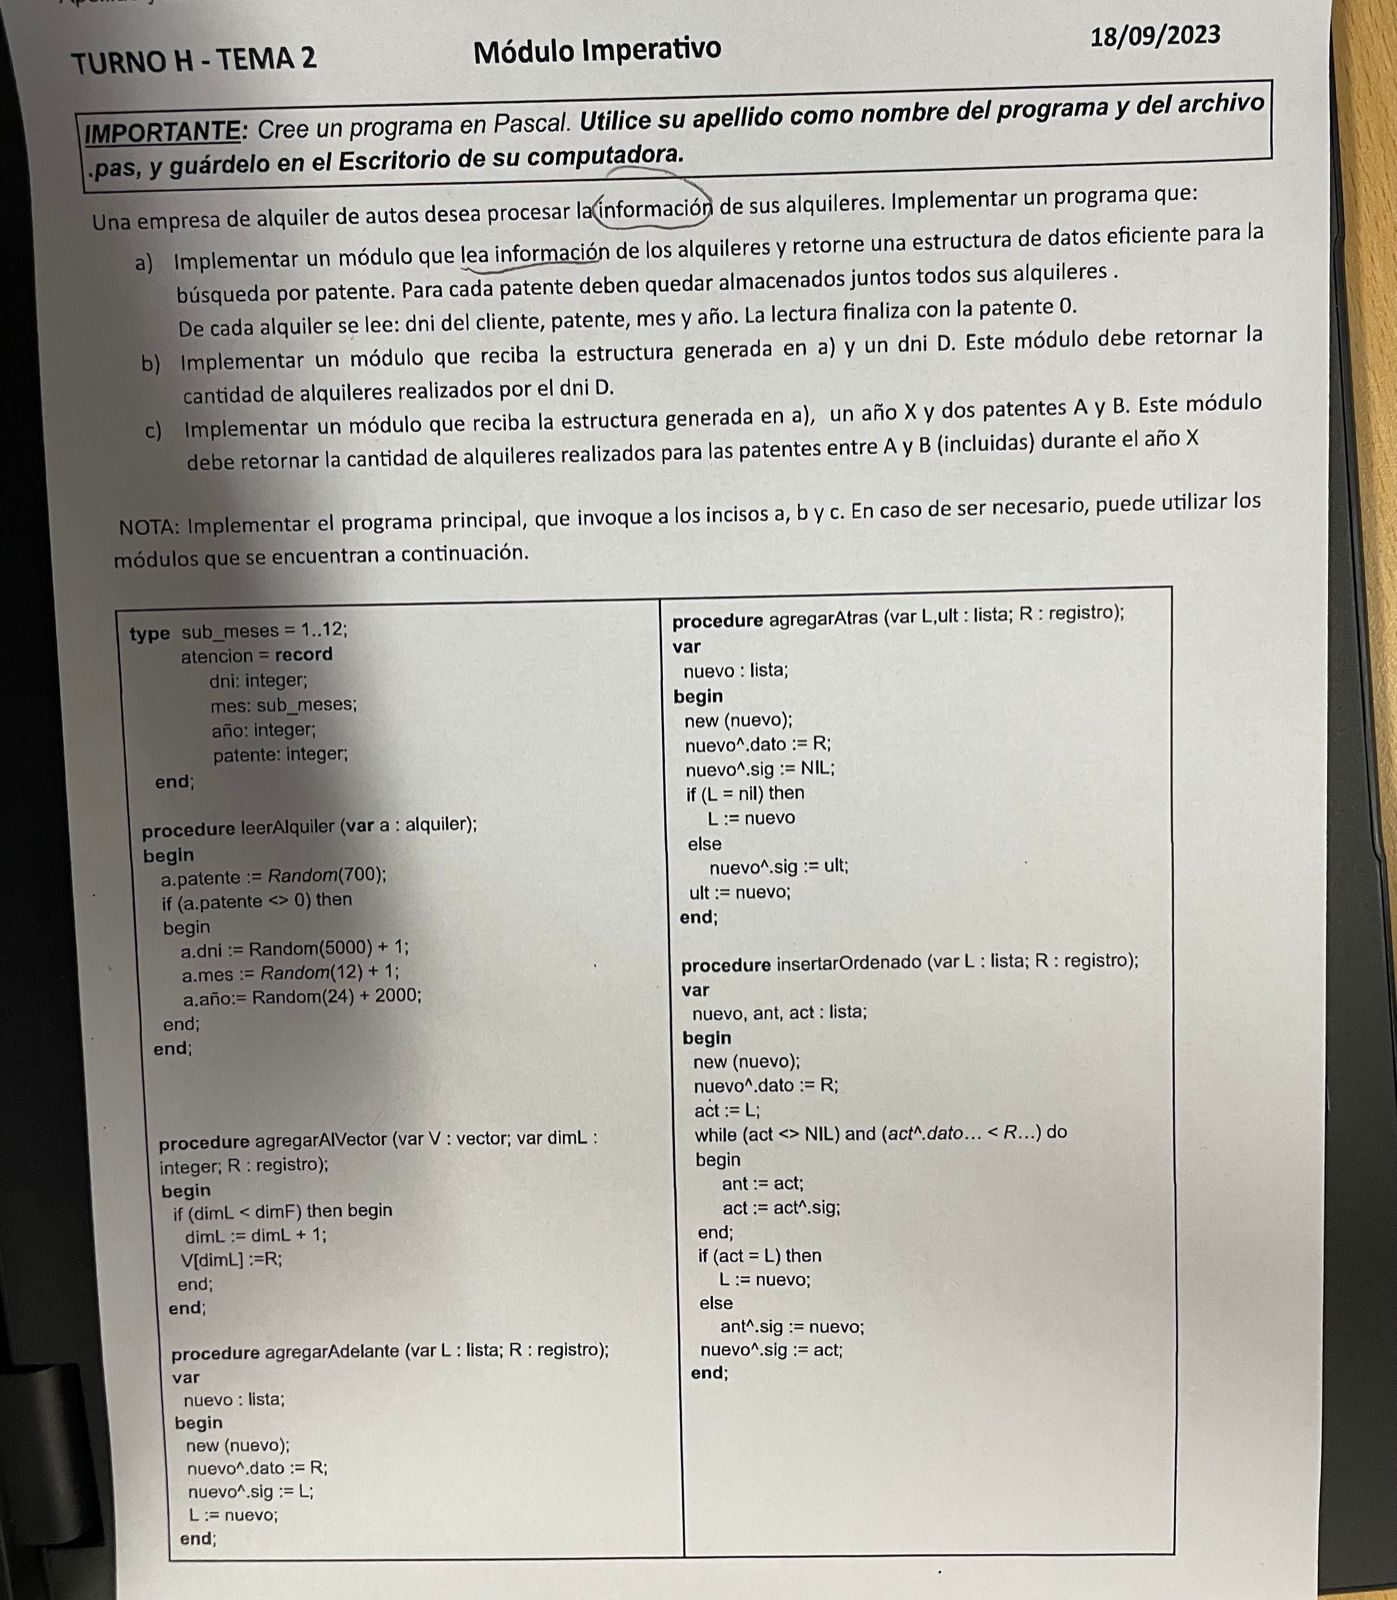 TURNO H - TEMA 2
Módulo Imperativo
18/09/2023
IMPORTANTE: Cree un programa en Pascal. Utilice su apellido como nombre del programa y del archivo
.pas, y guárdelo en el Escritorio de su computadora.
Una empresa de alquiler de autos desea procesar la información de sus alquileres. Implementar un programa que:
a) Implementar un módulo que lea información de los alquileres y retorne una estructura de datos eficiente para la
búsqueda por patente. Para cada patente deben quedar almacenados juntos todos sus alquileres .
De cada alquiler se lee: dni del cliente, patente, mes y año. La lectura finaliza con la patente 0.
b) Implementar un módulo que reciba la estructura generada en a) y un dni D. Este módulo debe retornar la
cantidad de alquileres realizados por el dni D.
c) Implementar un módulo que reciba la estructura generada en a), un año X y dos patentes A y B. Este módulo
debe retornar la cantidad de alquileres realizados para las patentes entre A y B (incluidas) durante el año X
NOTA: Implementar el programa principal, que invoque a los incisos a, b y c. En caso de ser necesario, puede utilizar los
módulos que se encuentran a continuación.
type sub_meses = 1..12;
atencion = record
dni: integer;
mes: sub_meses;
año: integer;
patente: integer;
end;
procedure leerAlquiler (var a : alquiler);
begin
a.patente := Random(700);
if (a.patente <> 0) then
begin
a.dni := Random(5000) + 1;
a.mes := Random(12) + 1;
a.año:= Random(24) + 2000;
end;
end;
procedure agregarAlVector (var V : vector; var dimL :
integer; R : registro);
begin
if (dimL < dimF) then begin
dimL := dimL + 1;
V[dimL] :=R;
end;
end;
procedure agregarAdelante (var L : lista; R : registro);
var
nuevo : lista;
begin
new (nuevo);
nuevo^.dato := R;
nuevo^.sig := L;
L := nuevo;
end;
procedure agregarAtras (var L,ult : lista; R : registro);
var
nuevo : lista;
begin
new (nuevo);
nuevo^.dato := R;
nuevo^.sig := NIL;
if (L = nil) then
L := nuevo
else
nuevo^.sig := ult;
ult := nuevo;
end;
procedure insertarOrdenado (var L : lista; R : registro);
var
nuevo, ant, act : lista;
begin
new (nuevo);
nuevo^.dato := R;
act := L;
while (act <> NIL) and (act^.dato... < R...) do
begin
ant := act;
act := act^.sig;
end;
if (act = L) then
L := nuevo;
else
ant^.sig := nuevo;
nuevo^.sig := act;
end;